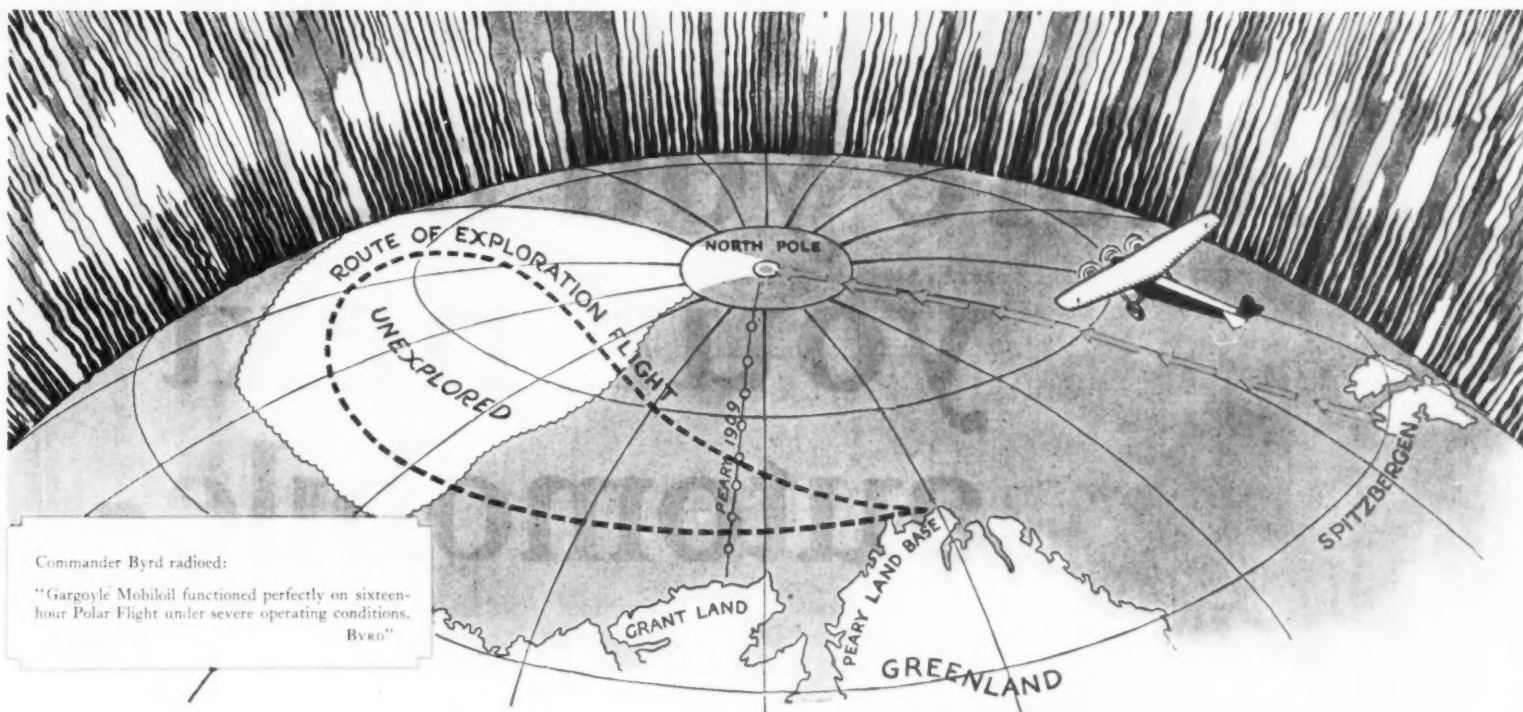 NORTH POLE
ROUTE OF EXPLORATION FLIGHT
UNEXPLORED
PEARY 1909
SPITZBERGEN
PEARY LAND BASE
GRANT LAND
GREENLAND
Commander Byrd radioed:
"Gargoyle Mobiloil functioned perfectly on sixteen-
hour Polar Flight under severe operating conditions.
BYRD"